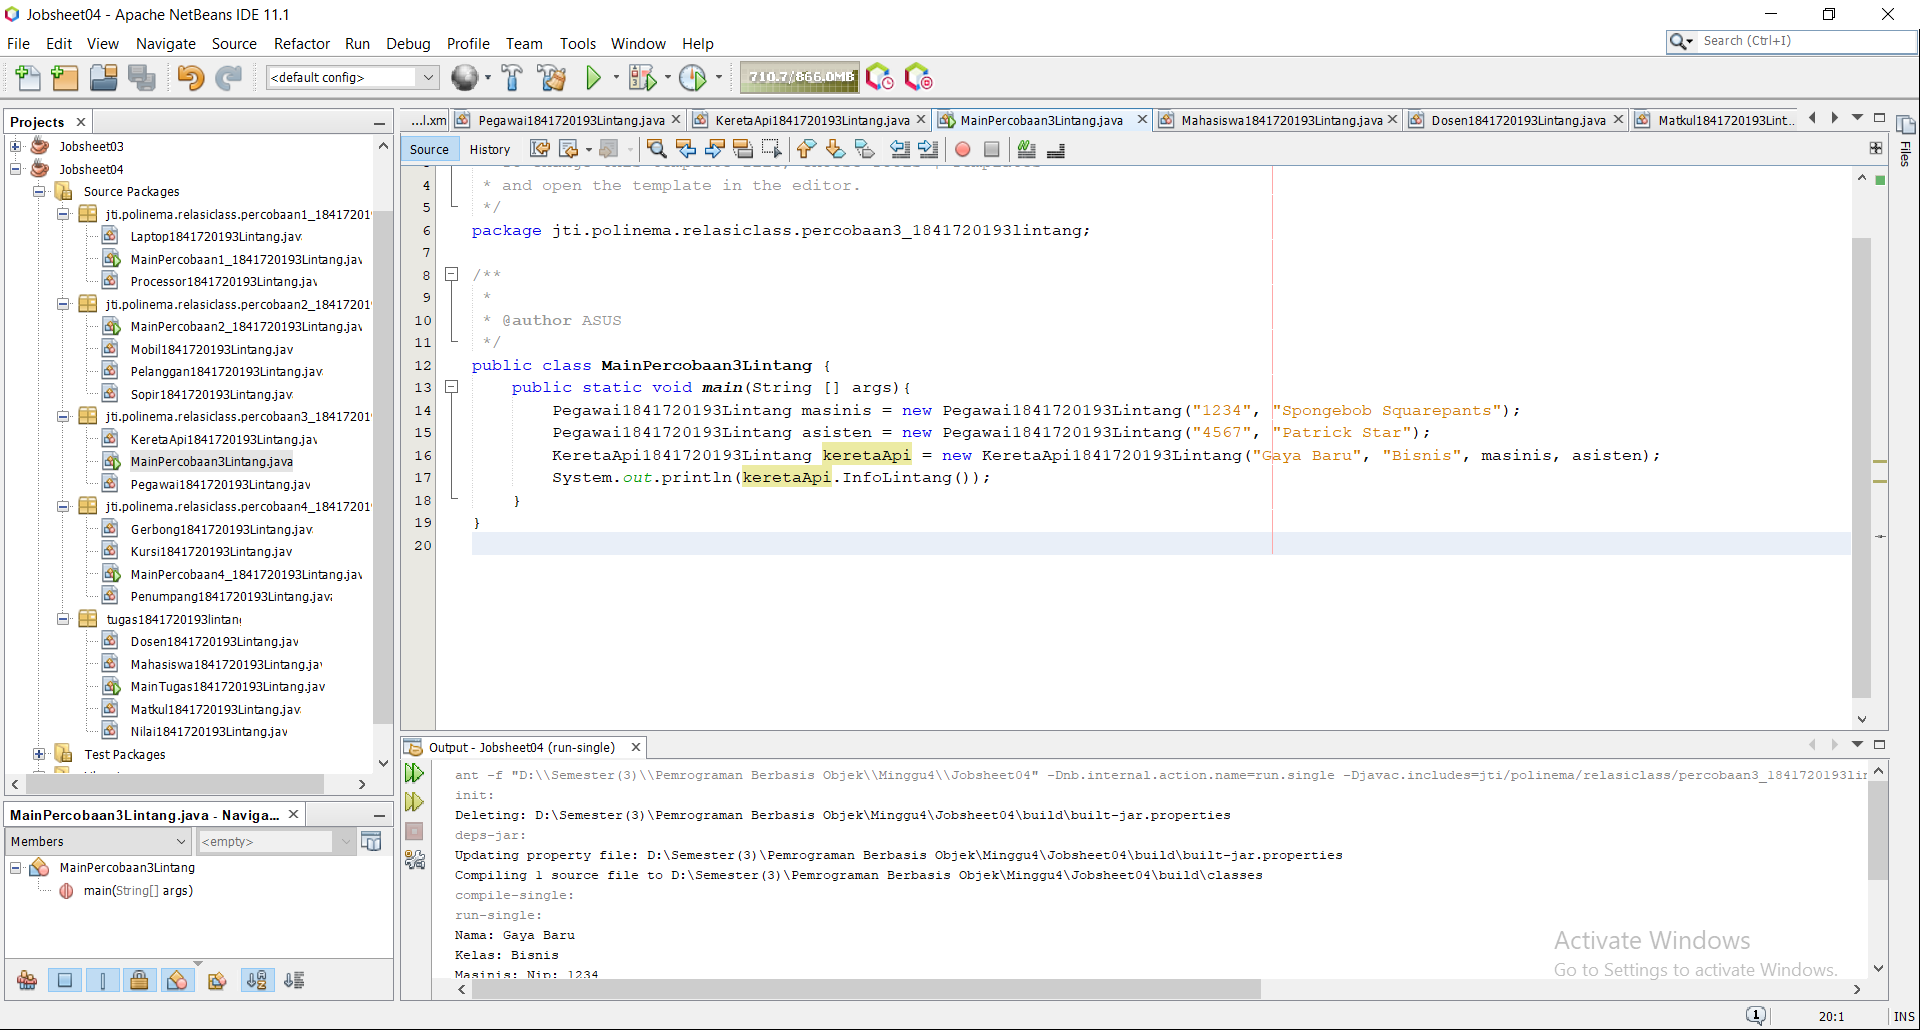 Jobsheet04 - Apache NetBeans IDE 11.1
File Edit View Navigate Source Refactor Run Debug Profile Team Tools Window Help
Search (Ctrl+I)
<default config>
710.7/866.0MB
Projects
Jobsheet03
Jobsheet04
Source Packages
jti.polinema.relasiclass.percobaan1_184172019
Laptop1841720193Lintang.jav
MainPercobaan1_1841720193Lintang.jav
Processor1841720193Lintang.jav
jti.polinema.relasiclass.percobaan2_184172019
MainPercobaan2_1841720193Lintang.jav
Mobil1841720193Lintang.jav
Pelanggan1841720193Lintang.jav
Sopir1841720193Lintang.jav
jti.polinema.relasiclass.percobaan3_184172019
KeretaApi1841720193Lintang.jav
MainPercobaan3Lintang.java
Pegawai1841720193Lintang.jav
jti.polinema.relasiclass.percobaan4_184172019
Gerbong1841720193Lintang.jav
Kursi1841720193Lintang.jav
MainPercobaan4_1841720193Lintang.jav
Penumpang1841720193Lintang.java
tugas1841720193lintang
Dosen1841720193Lintang.jav
Mahasiswa1841720193Lintang.jav
MainTugas1841720193Lintang.jav
Matkul1841720193Lintang.jav
Nilai1841720193Lintang.jav
Test Packages
MainPercobaan3Lintang.java - Naviga...
Members
<empty>
MainPercobaan3Lintang
main(String[] args)
...l.xm Pegawai1841720193Lintang.java KeretaApi1841720193Lintang.java MainPercobaan3Lintang.java Mahasiswa1841720193Lintang.java Dosen1841720193Lintang.java Matkul1841720193Lint...
Files
Source History
4 * and open the template in the editor.
5 */
6 package jti.polinema.relasiclass.percobaan3_1841720193lintang;
7
8 /**
9 *
10 * @author ASUS
11 */
12 public class MainPercobaan3Lintang {
13 public static void main(String [] args){
14 Pegawai1841720193Lintang masinis = new Pegawai1841720193Lintang("1234", "Spongebob Squarepants");
15 Pegawai1841720193Lintang asisten = new Pegawai1841720193Lintang("4567", "Patrick Star");
16 KeretaApi1841720193Lintang keretaApi = new KeretaApi1841720193Lintang("Gaya Baru", "Bisnis", masinis, asisten);
17 System.out.println(keretaApi.InfoLintang());
18 }
19 }
20
Output - Jobsheet04 (run-single)
ant -f "D:\\Semester(3)\\Pemrograman Berbasis Objek\\Minggu4\\Jobsheet04" -Dnb.internal.action.name=run.single -Djavac.includes=jti/polinema/relasiclass/percobaan3_1841720193lin
init:
Deleting: D:\Semester(3)\Pemrograman Berbasis Objek\Minggu4\Jobsheet04\build\built-jar.properties
deps-jar:
Updating property file: D:\Semester(3)\Pemrograman Berbasis Objek\Minggu4\Jobsheet04\build\built-jar.properties
Compiling 1 source file to D:\Semester(3)\Pemrograman Berbasis Objek\Minggu4\Jobsheet04\build\classes
compile-single:
run-single:
Nama: Gaya Baru
Kelas: Bisnis
Masinis: Nip: 1234
Activate Windows
Go to Settings to activate Windows.
1
20:1
INS